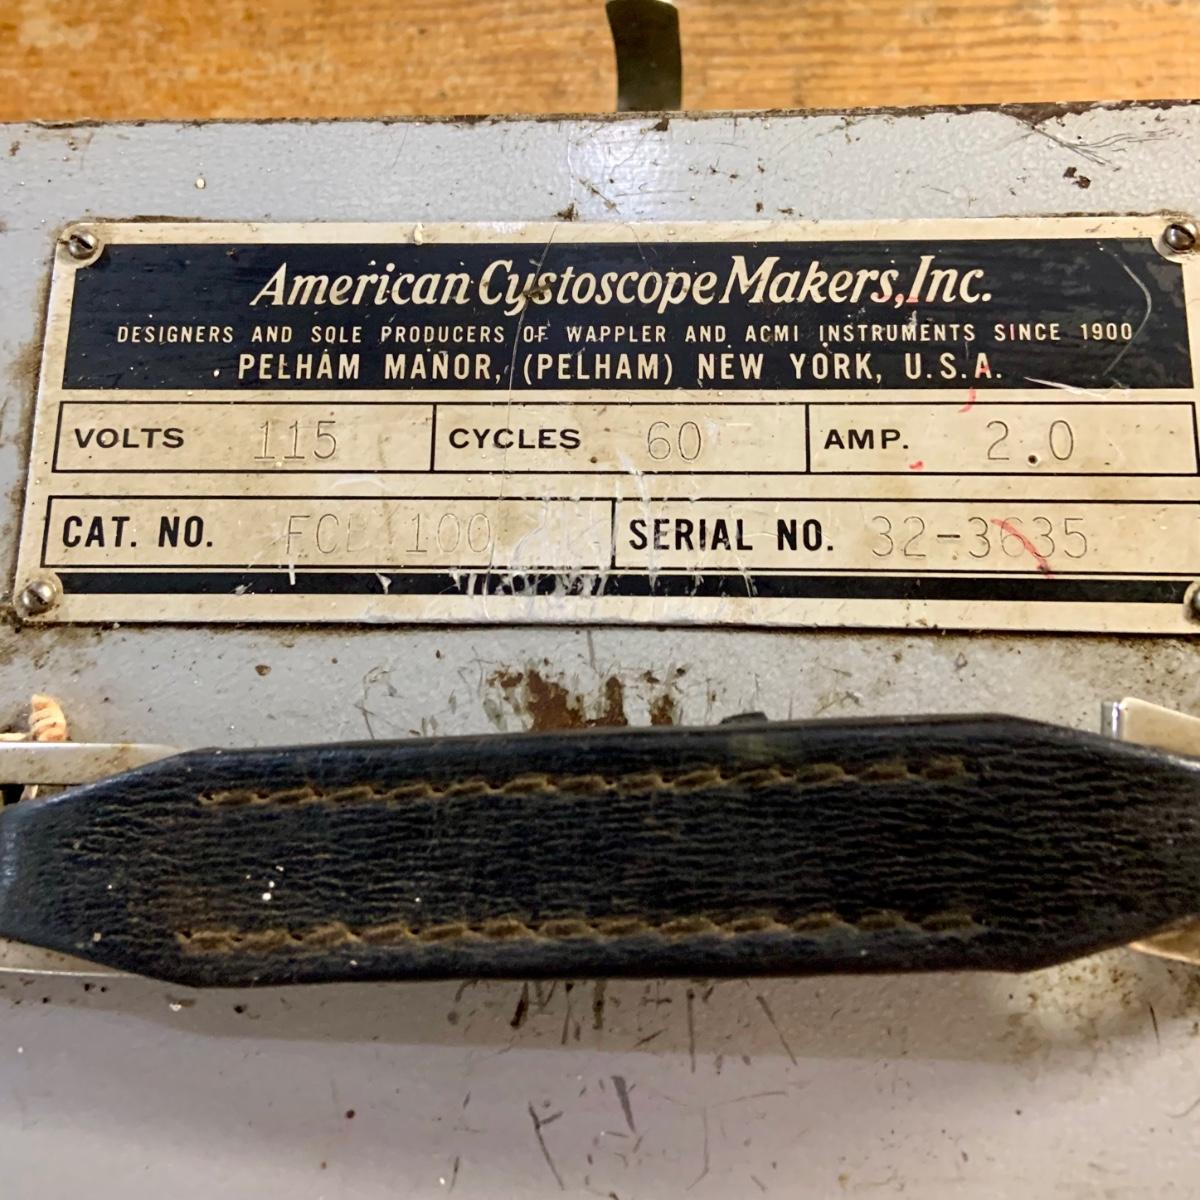 American Cystoscope Makers, Inc.
DESIGNERS AND SOLE PRODUCERS OF WAPPLER AND ACMI INSTRUMENTS SINCE 1900
PELHAM MANOR, (PELHAM) NEW YORK, U.S.A.
VOLTS 115 CYCLES 60 AMP. 2.0
CAT. NO. 100 SERIAL NO. 32-3635